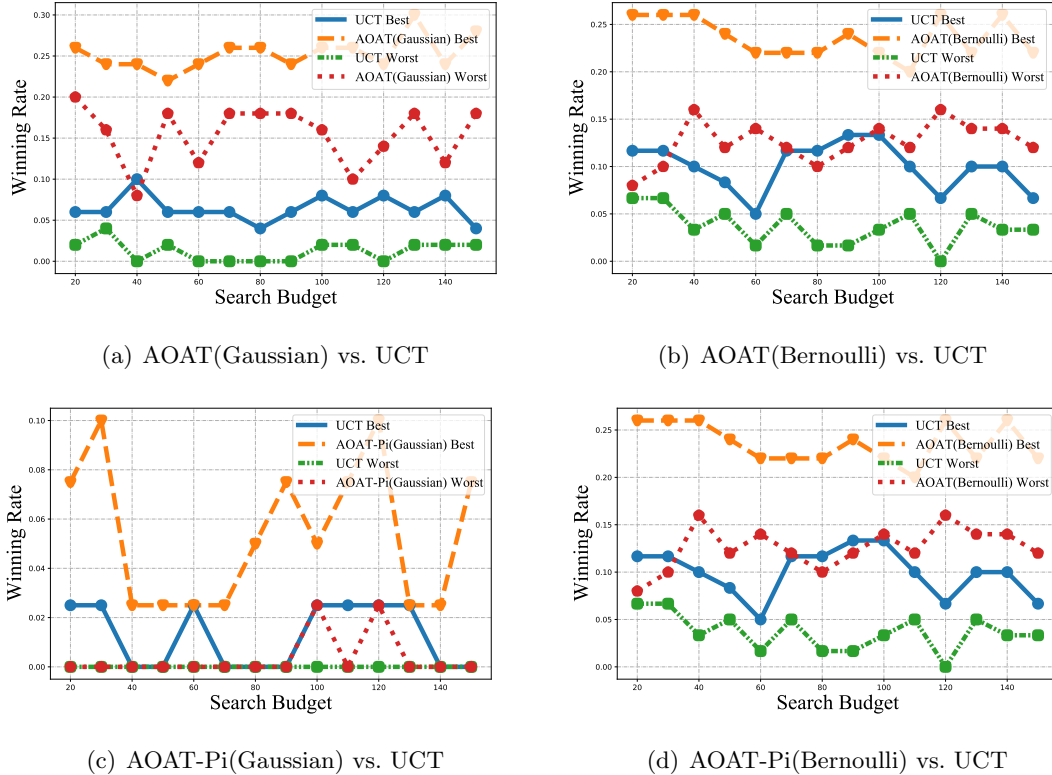 0.30
0.25
0.20
0.15
0.10
0.05
0.00
Winning Rate
UCT Best
AOAT(Gaussian) Best
UCT Worst
AOAT(Gaussian) Worst
20 40 60 80 100 120 140
Search Budget
(a) AOAT(Gaussian) vs. UCT
0.25
0.20
0.15
0.10
0.05
0.00
Winning Rate
UCT Best
AOAT(Bernoulli) Best
UCT Worst
AOAT(Bernoulli) Worst
20 40 60 80 100 120 140
Search Budget
(b) AOAT(Bernoulli) vs. UCT
0.10
0.08
0.06
0.04
0.02
0.00
Winning Rate
UCT Best
AOAT-Pi(Gaussian) Best
UCT Worst
AOAT-Pi(Gaussian) Worst
20 40 60 80 100 120 140
Search Budget
(c) AOAT-Pi(Gaussian) vs. UCT
0.25
0.20
0.15
0.10
0.05
0.00
Winning Rate
UCT Best
AOAT(Bernoulli) Best
UCT Worst
AOAT(Bernoulli) Worst
20 40 60 80 100 120 140
Search Budget
(d) AOAT-Pi(Bernoulli) vs. UCT